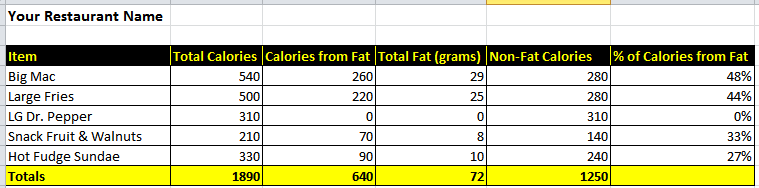 Your Restaurant Name
Item Total Calories Calories from Fat Total Fat (grams) Non-Fat Calories % of Calories from Fat
Big Mac 540 260 29 280 48%
Large Fries 500 220 25 280 44%
LG Dr. Pepper 310 0 0 310 0%
Snack Fruit & Walnuts 210 70 8 140 33%
Hot Fudge Sundae 330 90 10 240 27%
Totals 1890 640 72 1250